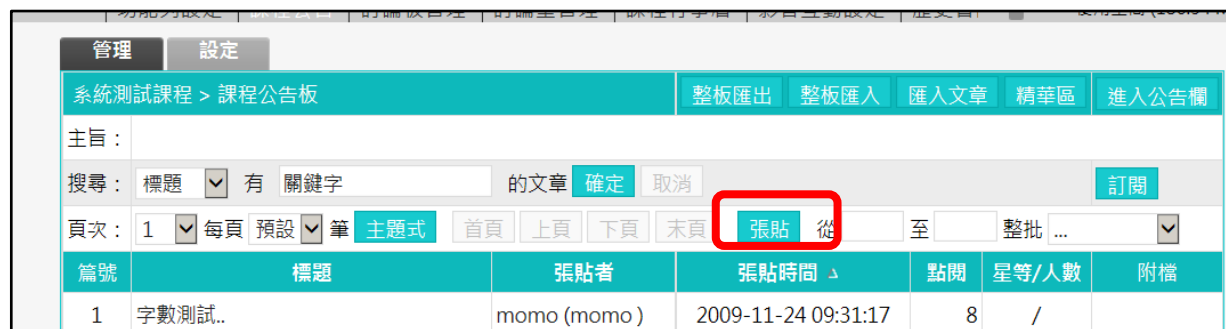 管理 設定
系統測試課程 > 課程公告板 整板匯出 整板匯入 匯入文章 精華區 進入公告欄
主旨：
搜尋： 標題 有 關鍵字 的文章 確定 取消 訂閱
頁次： 1 每頁 預設 筆 主題式 首頁 上頁 下頁 末頁 張貼 從 至 整批 ...
篇號 標題 張貼者 張貼時間 點閱 星等/人數 附檔
1 字數測試.. momo (momo ) 2009-11-24 09:31:17 8 /